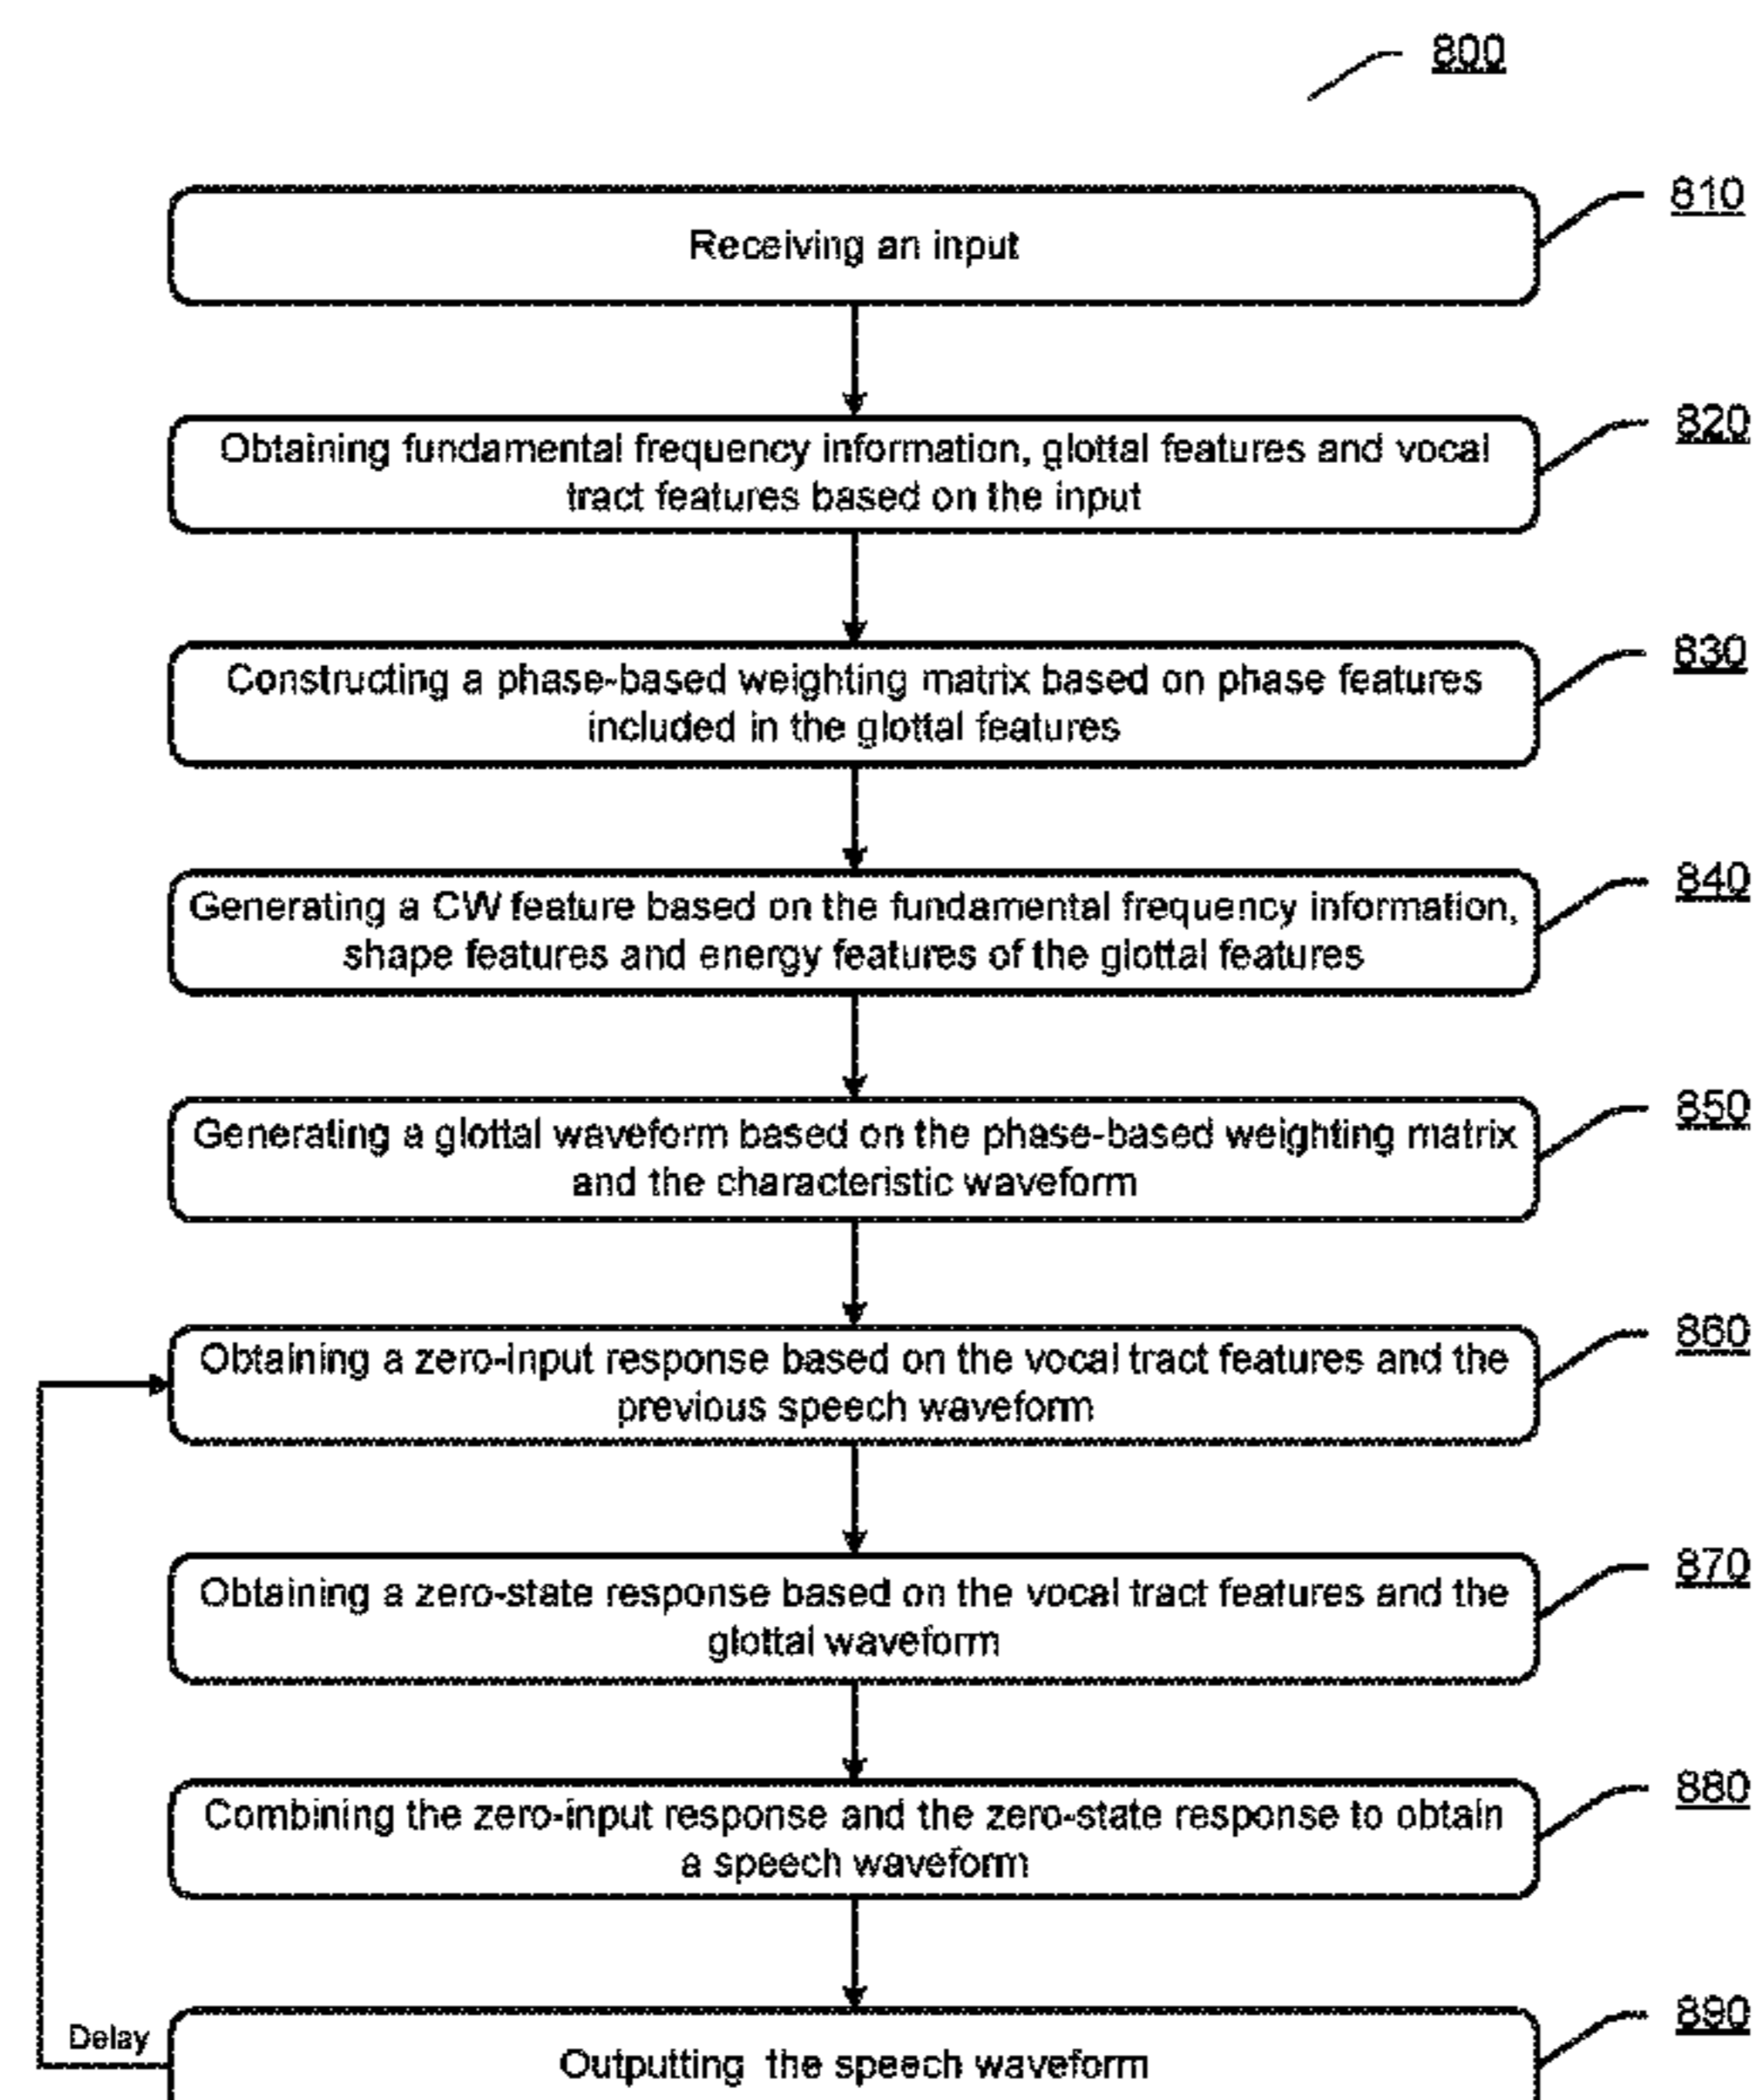 800
810
Receiving an input
820
Obtaining fundamental frequency information, glottal features and vocal
tract features based on the input
830
Constructing a phase-based weighting matrix based on phase features
included in the glottal features
840
Generating a CW feature based on the fundamental frequency information,
shape features and energy features of the glottal features
850
Generating a glottal waveform based on the phase-based weighting matrix
and the characteristic waveform
860
Obtaining a zero-input response based on the vocal tract features and the
previous speech waveform
870
Obtaining a zero-state response based on the vocal tract features and the
glottal waveform
880
Combining the zero-input response and the zero-state response to obtain
a speech waveform
890
Delay
Outputting the speech waveform